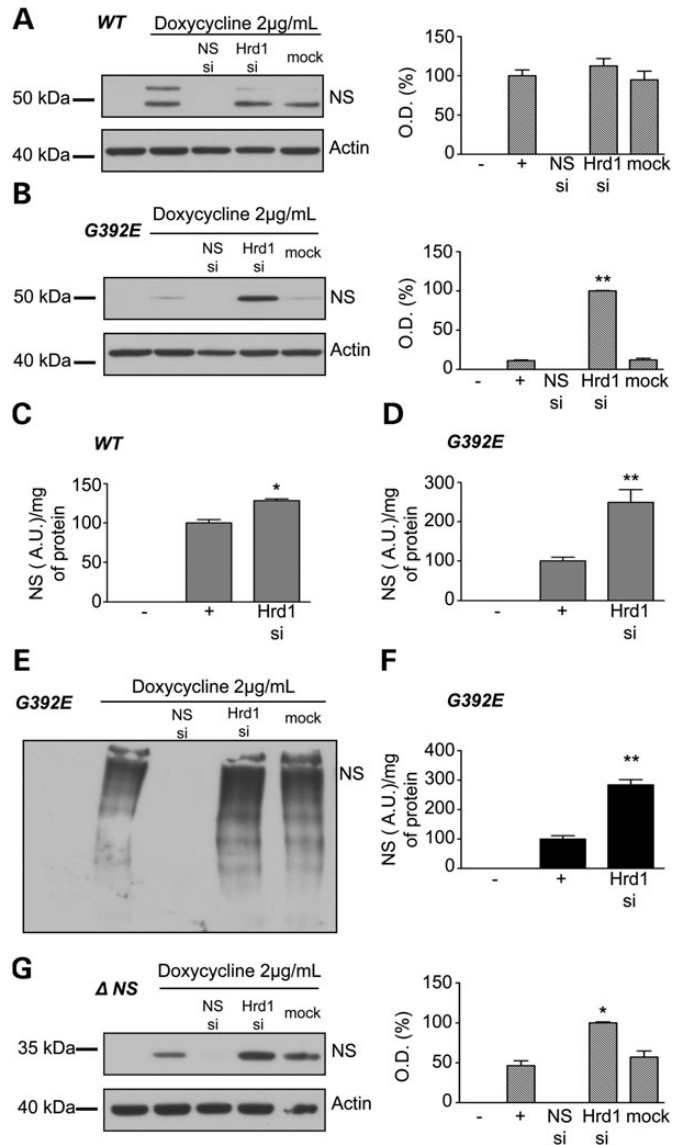 A
WT
Doxycycline 2µg/mL
NS si
Hrd1 si
mock
50 kDa
NS
40 kDa
Actin
O.D. (%)
150
100
50
0
- + NS si Hrd1 si mock
B
G392E
Doxycycline 2µg/mL
NS si
Hrd1 si
mock
50 kDa
NS
40 kDa
Actin
O.D. (%)
150
100
50
0
**
- + NS si Hrd1 si mock
C
WT
NS ( A.U.)/mg of protein
150
100
50
0
*
- + Hrd1 si
D
G392E
NS ( A.U.)/mg of protein
300
200
100
0
**
- + Hrd1 si
E
G392E
Doxycycline 2µg/mL
NS si
Hrd1 si
mock
NS
F
G392E
NS ( A.U.)/mg of protein
400
300
200
100
0
**
- + Hrd1 si
G
Δ NS
Doxycycline 2µg/mL
NS si
Hrd1 si
mock
35 kDa
NS
40 kDa
Actin
O.D. (%)
150
100
50
0
*
- + NS si Hrd1 si mock